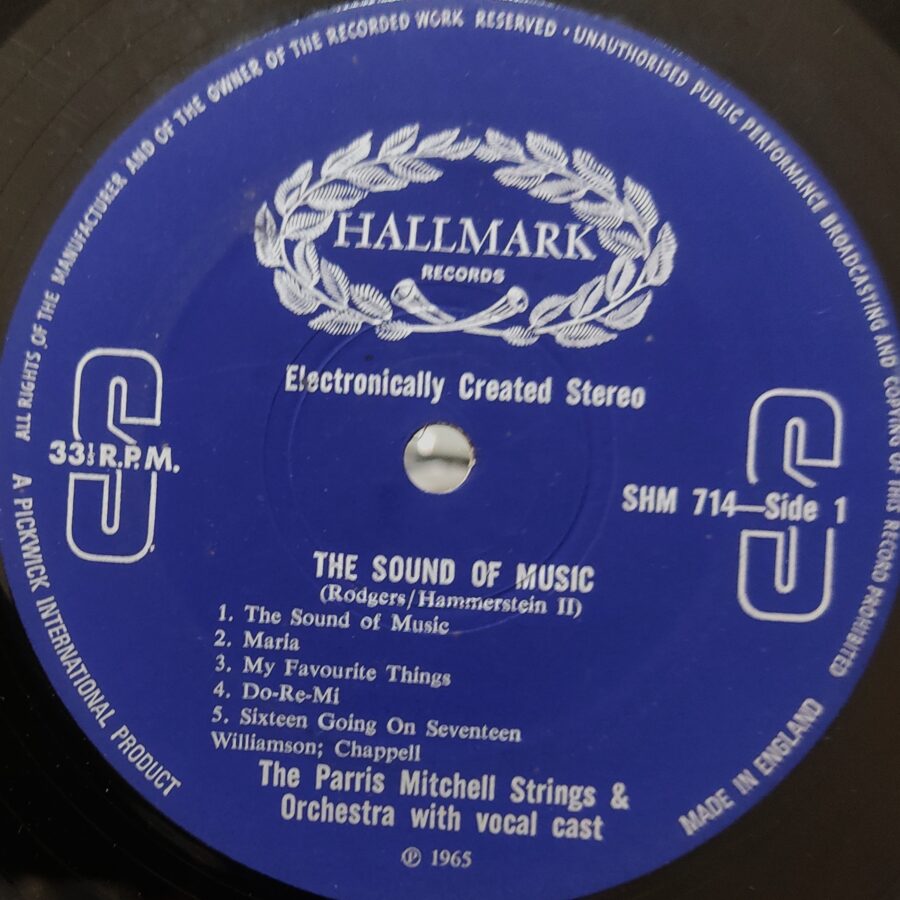 ALL RIGHTS OF THE MANUFACTURER AND OF THE OWNER OF THE RECORDED WORK RESERVED • UNAUTHORISED PUBLIC PERFORMANCE BROADCASTING AND COPYING OF THIS RECORD PROHIBITED
HALLMARK
RECORDS
Electronically Created Stereo
S
33⅓ R.P.M.
S
SHM 714—Side 1
THE SOUND OF MUSIC
(Rodgers/Hammerstein II)
1. The Sound of Music
2. Maria
3. My Favourite Things
4. Do-Re-Mi
5. Sixteen Going On Seventeen
Williamson; Chappell
The Parris Mitchell Strings &
Orchestra with vocal cast
℗ 1965
A PICKWICK INTERNATIONAL PRODUCT
MADE IN ENGLAND